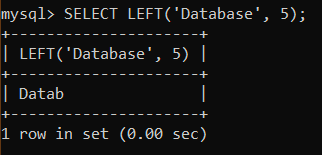 mysql> SELECT LEFT('Database', 5);
+---------------------+
| LEFT('Database', 5) |
+---------------------+
| Datab               |
+---------------------+
1 row in set (0.00 sec)